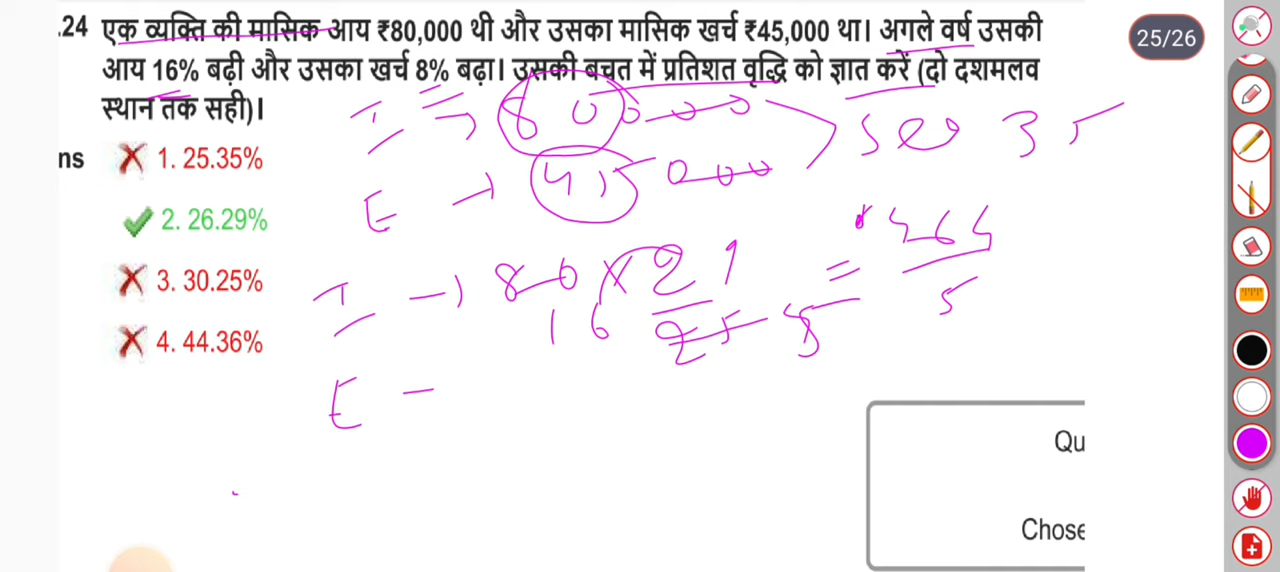 .24 एक व्यक्ति की मासिक आय ₹80,000 थी और उसका मासिक खर्च ₹45,000 था। अगले वर्ष उसकी
आय 16% बढ़ी और उसका खर्च 8% बढ़ा। उसकी बचत में प्रतिशत वृद्धि को ज्ञात करें (दो दशमलव
स्थान तक सही)।
25/26
ns
1. 25.35%
2. 26.29%
3. 30.25%
4. 44.36%
I → 80000
E → 45000
35
I → 80 × 21
16 25 5
= 464
5
E -
Qu
Chose